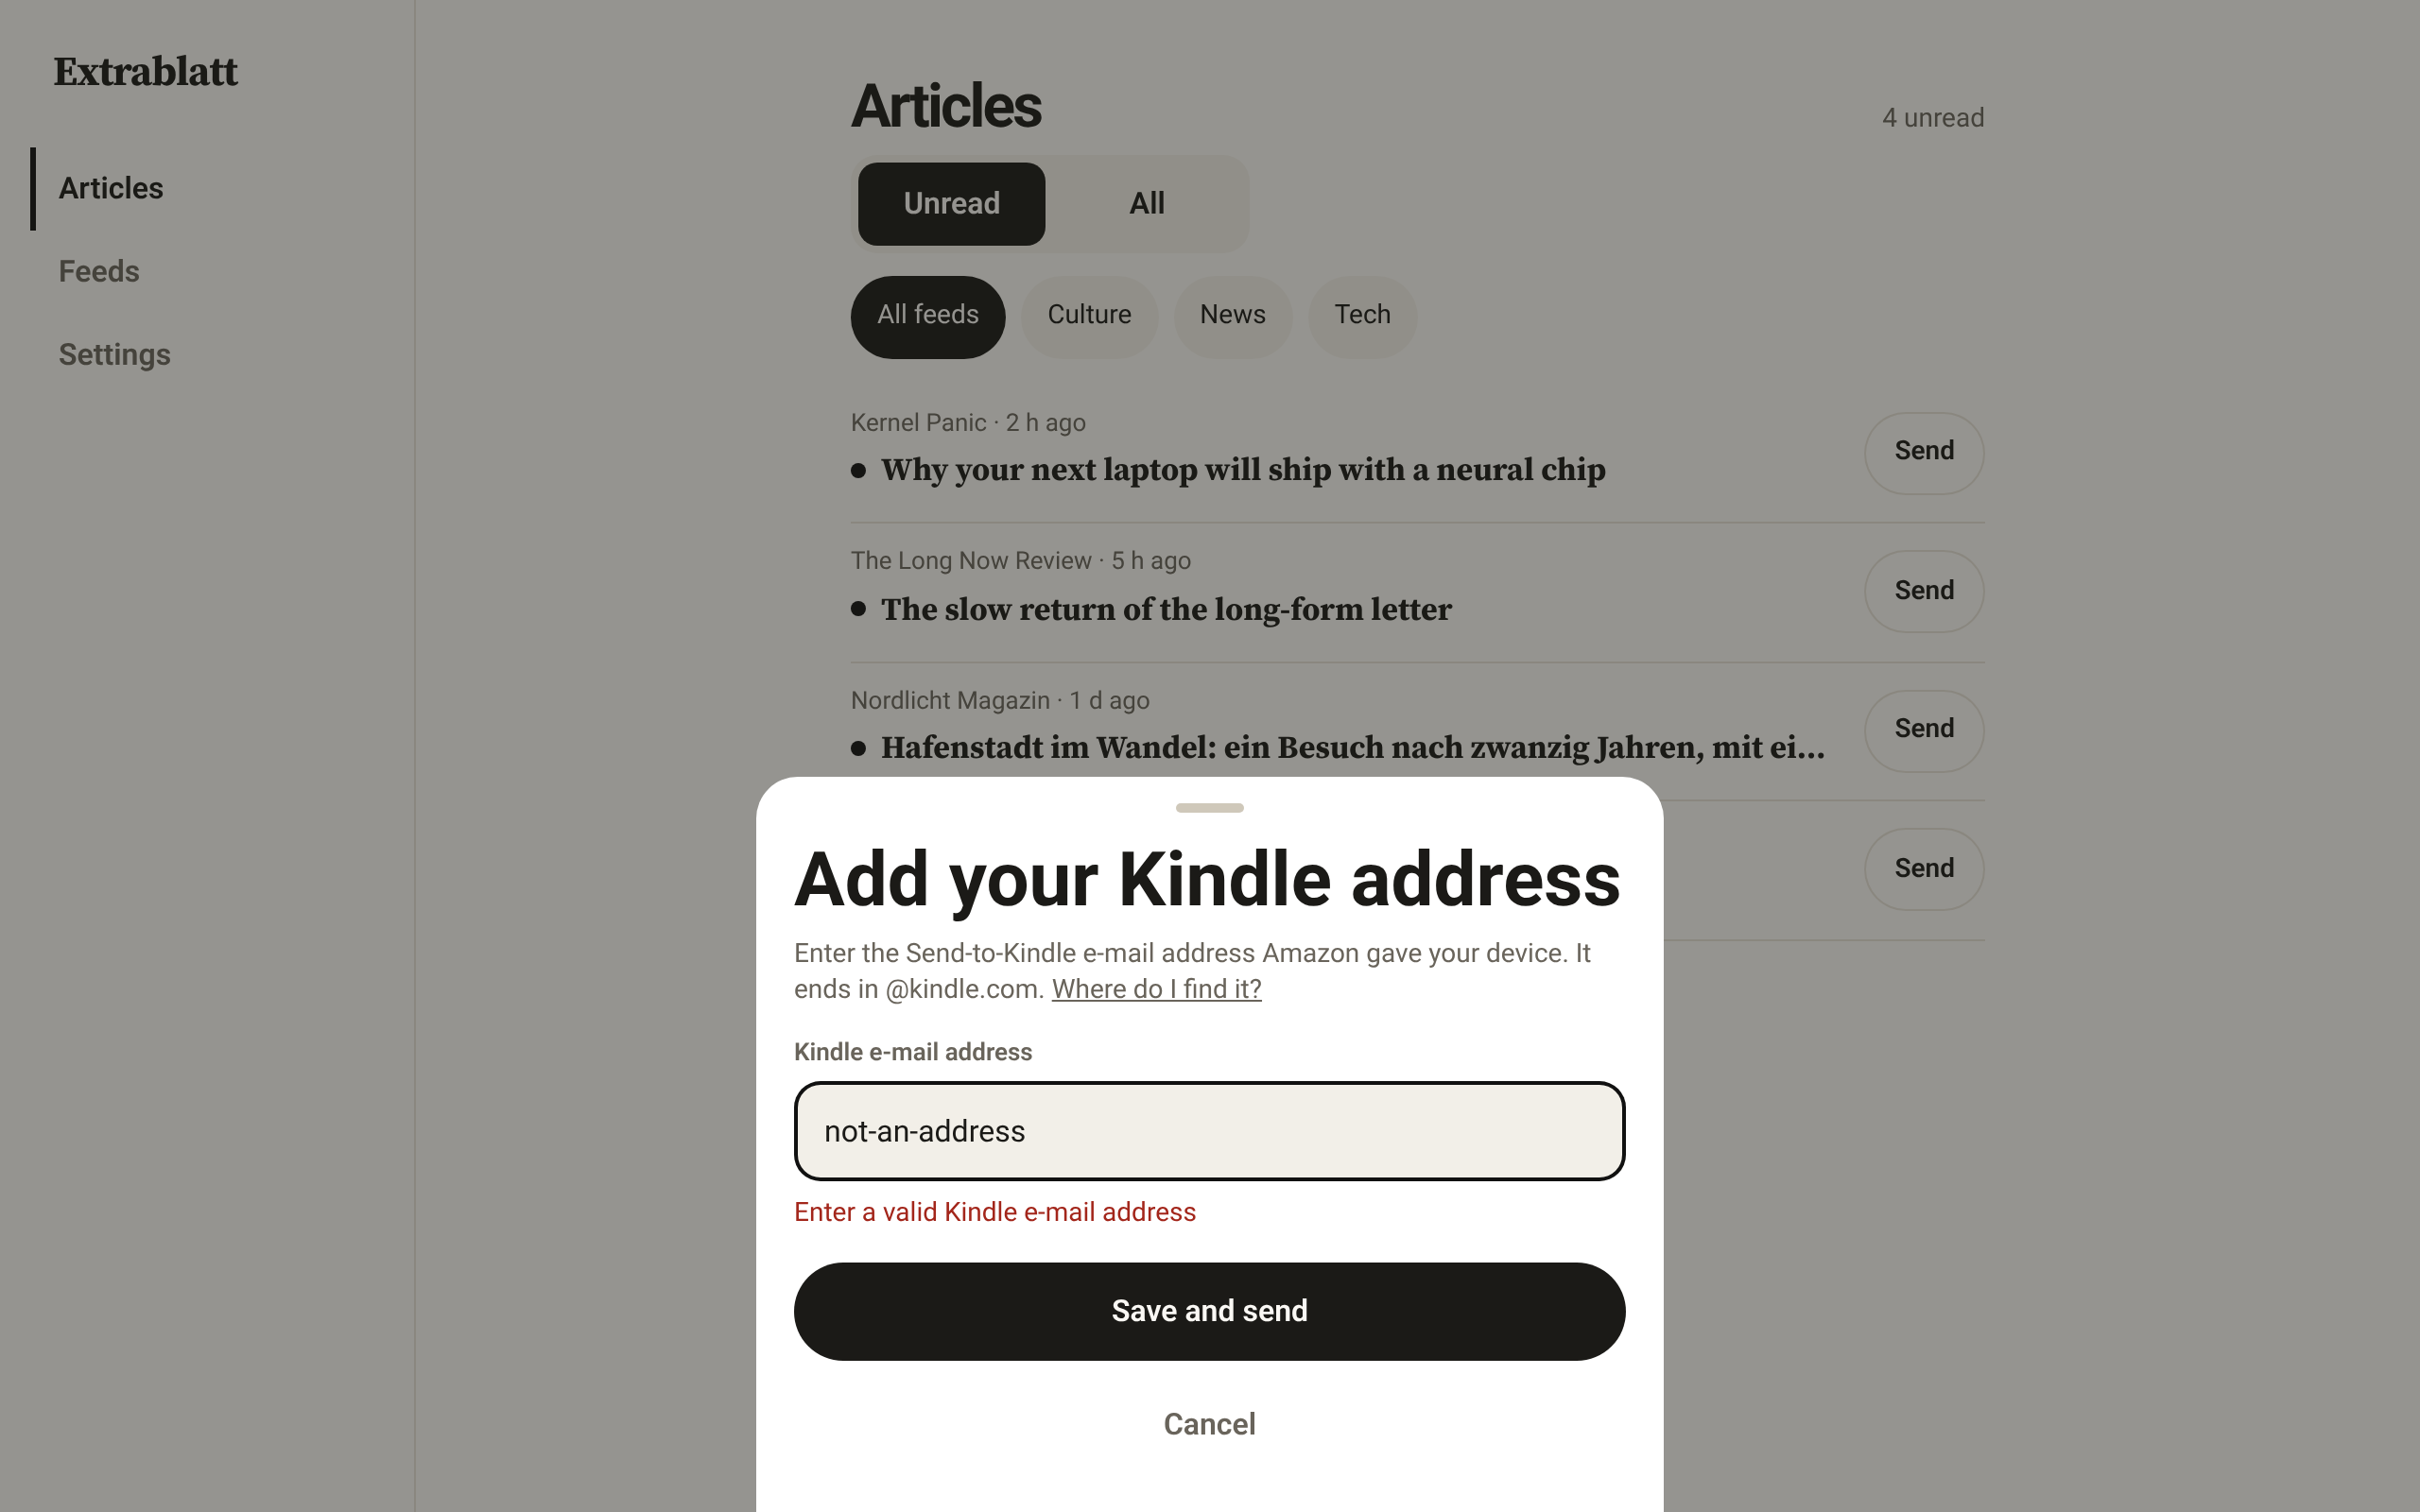 Extrablatt
Articles
Feeds
Settings
Articles
4 unread
Unread
All
All feeds
Culture
News
Tech
Kernel Panic · 2 h ago
Why your next laptop will ship with a neural chip
Send
The Long Now Review · 5 h ago
The slow return of the long-form letter
Send
Nordlicht Magazin · 1 d ago
Hafenstadt im Wandel: ein Besuch nach zwanzig Jahren, mit ei...
Send
Send
Add your Kindle address
Enter the Send-to-Kindle e-mail address Amazon gave your device. It
ends in @kindle.com. Where do I find it?
Kindle e-mail address
not-an-address
Enter a valid Kindle e-mail address
Save and send
Cancel